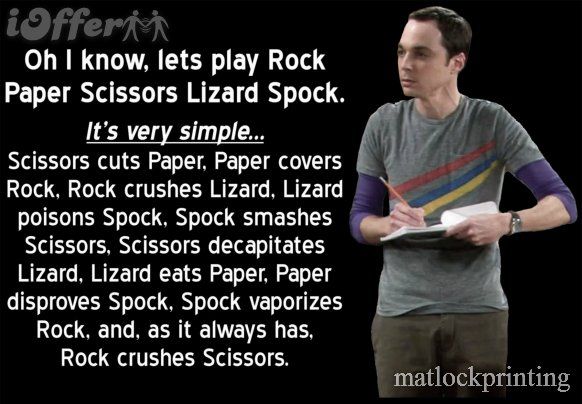 iOffer
Oh I know, lets play Rock
Paper Scissors Lizard Spock.
It's very simple...
Scissors cuts Paper, Paper covers
Rock, Rock crushes Lizard, Lizard
poisons Spock, Spock smashes
Scissors, Scissors decapitates
Lizard, Lizard eats Paper, Paper
disproves Spock, Spock vaporizes
Rock, and, as it always has,
Rock crushes Scissors.
matlockprinting